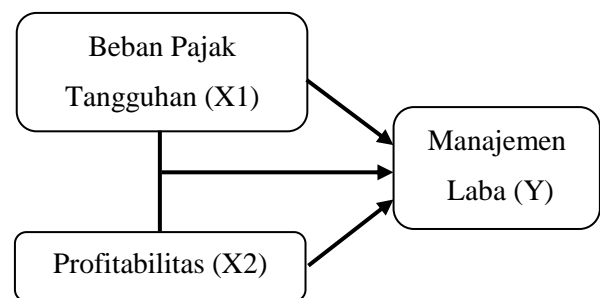 Beban Pajak
Tangguhan (X1)
Manajemen
Laba (Y)
Profitabilitas (X2)